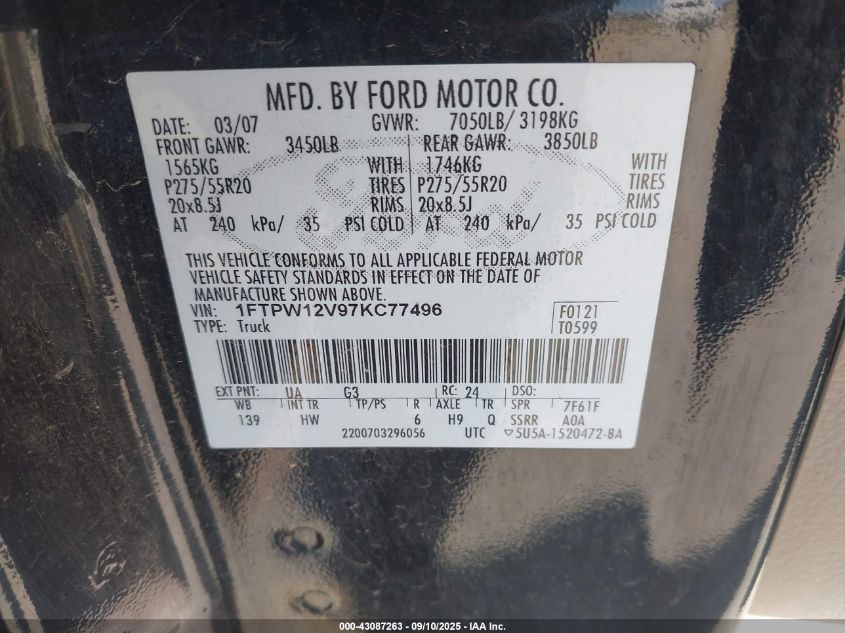 MFD. BY FORD MOTOR CO.
DATE: 03/07 GVWR: 7050LB/ 3198KG
FRONT GAWR: 3450LB REAR GAWR: 3850LB
1565KG WITH 1746KG WITH
P275/55R20 TIRES P275/55R20 TIRES
20x8.5J RIMS 20x8.5J RIMS
AT 240 kPa/ 35 PSI COLD AT 240 kPa/ 35 PSI COLD
THIS VEHICLE CONFORMS TO ALL APPLICABLE FEDERAL MOTOR
VEHICLE SAFETY STANDARDS IN EFFECT ON THE DATE OF
MANUFACTURE SHOWN ABOVE.
VIN: 1FTPW12V97KC77496 F0121
TYPE: Truck T0599
EXT PNT: UA G3 RC: 24 DSO:
WB INT TR TP/PS R AXLE TR SPR 7F61F
139 HW 6 H9 Q SSRR A0A
2200703296056 UTC ▽5U5A-1520472-BA
000-43087263 - 09/10/2025 - IAA Inc.